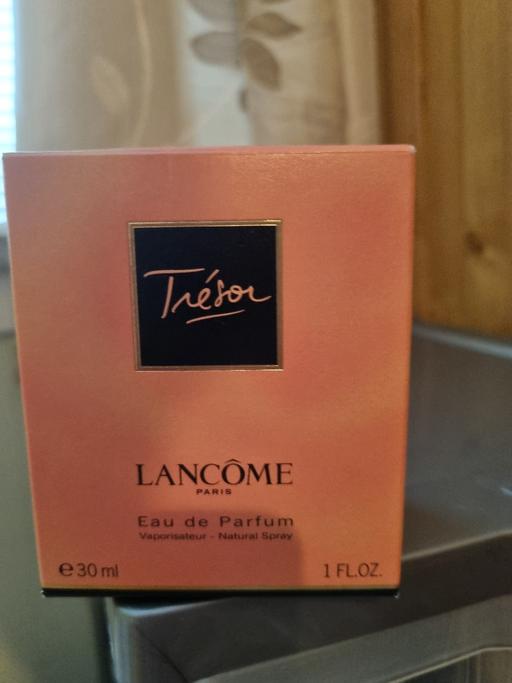 Trésor
LANCÔME
PARIS
Eau de Parfum
Vaporisateur - Natural Spray
℮ 30 ml
1 FL.OZ.